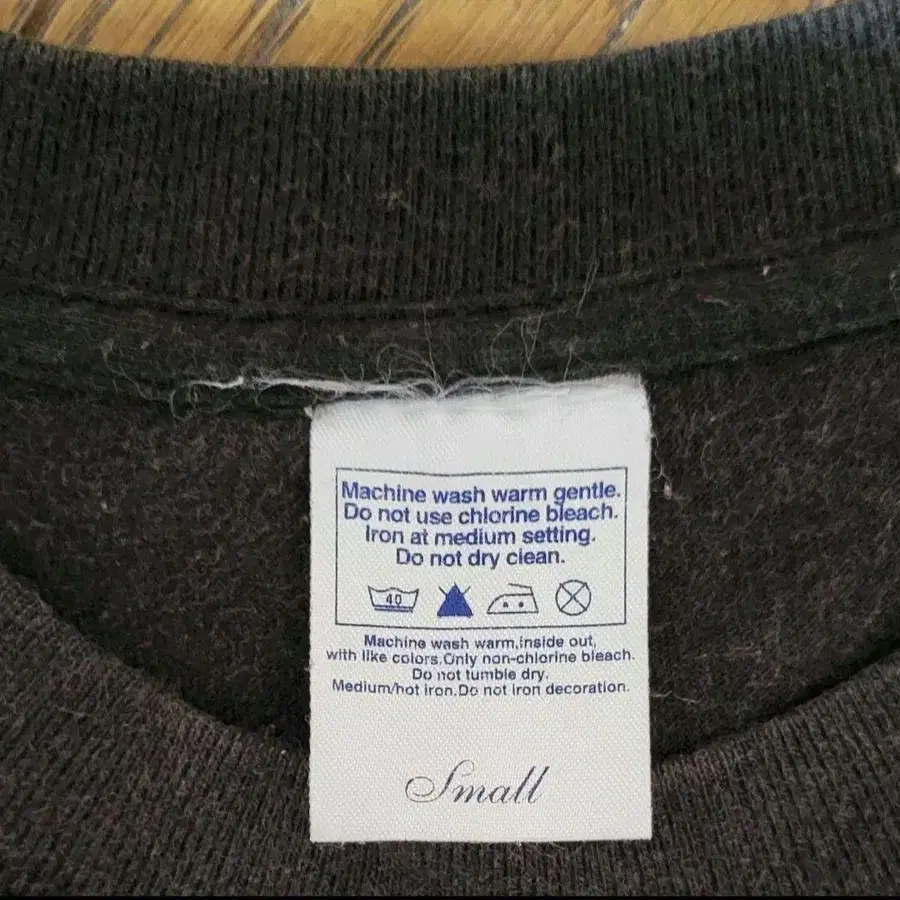 Machine wash warm gentle.
Do not use chlorine bleach.
Iron at medium setting.
Do not dry clean.
40
Machine wash warm,inside out,
with like colors.Only non-chlorine bleach.
Do not tumble dry.
Medium/hot iron.Do not iron decoration.
Small